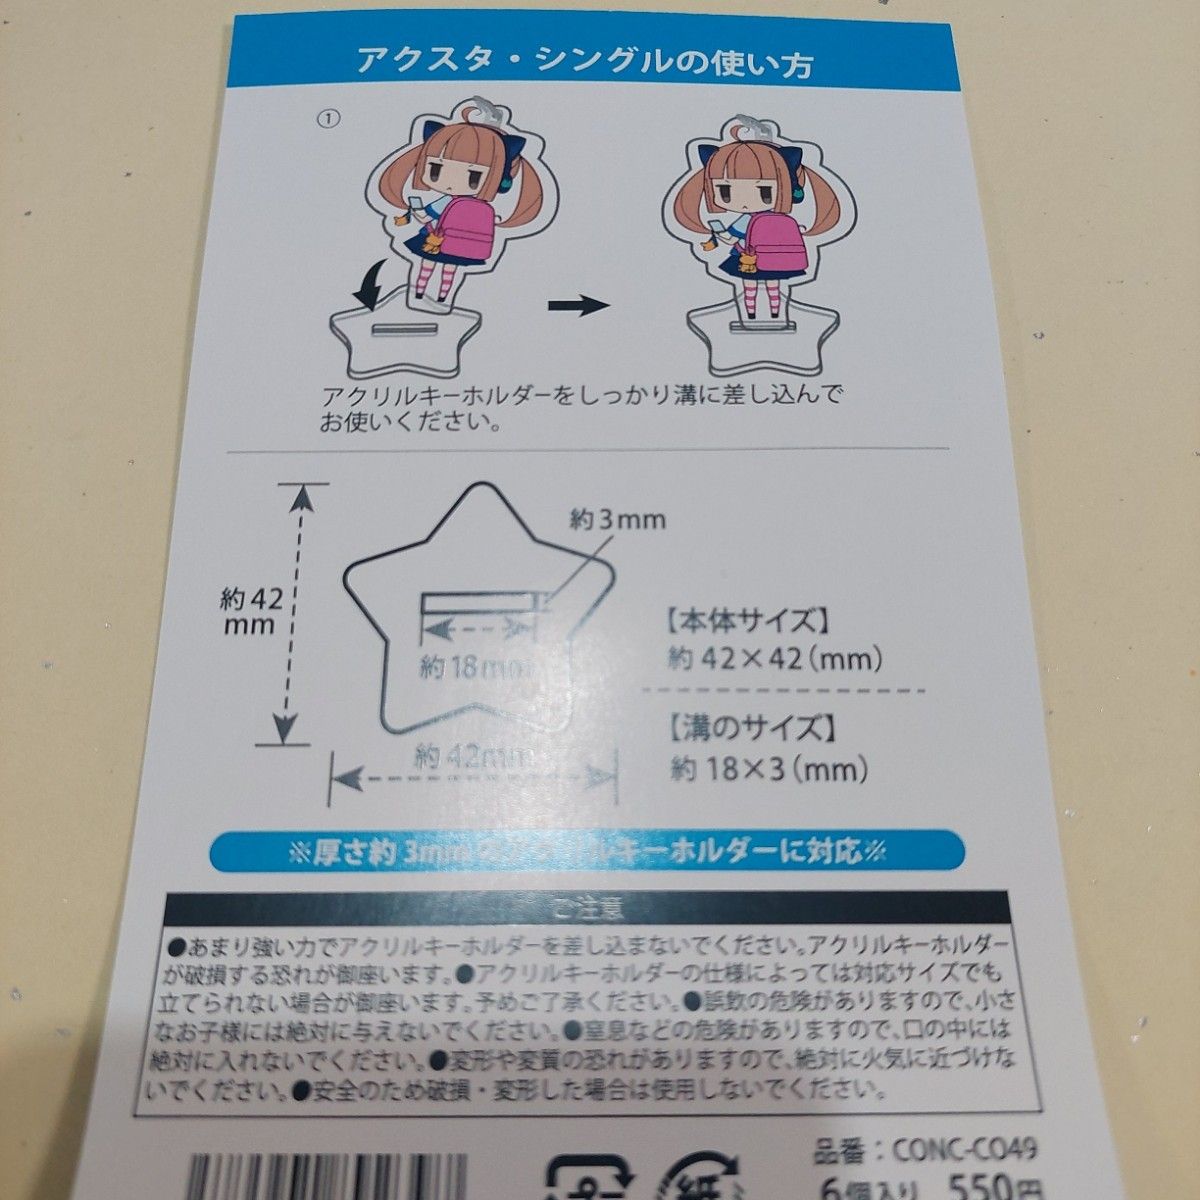 アクスタ・シングルの使い方
①
アクリルキーホルダーをしっかり溝に差し込んで
お使いください。
約3mm
約42
mm
約18mm
約42mm
【本体サイズ】
約42×42(mm)
【溝のサイズ】
約18×3(mm)
※厚さ約3mmのアクリルキーホルダーに対応※
ご注意
●あまり強い力でアクリルキーホルダーを差し込まないでください。アクリルキーホルダー
が破損する恐れが御座います。●アクリルキーホルダーの仕様によっては対応サイズでも
立てられない場合が御座います。予めご了承ください。●誤飲の危険がありますので、小さ
なお子様には絶対に与えないでください。●窒息などの危険がありますので、口の中には
絶対に入れないでください。●変形や変質の恐れがありますので、絶対に火気に近づけな
いでください。●安全のため破損・変形した場合は使用しないでください。
品番：CONC-CO49
6個入り 550円
紙